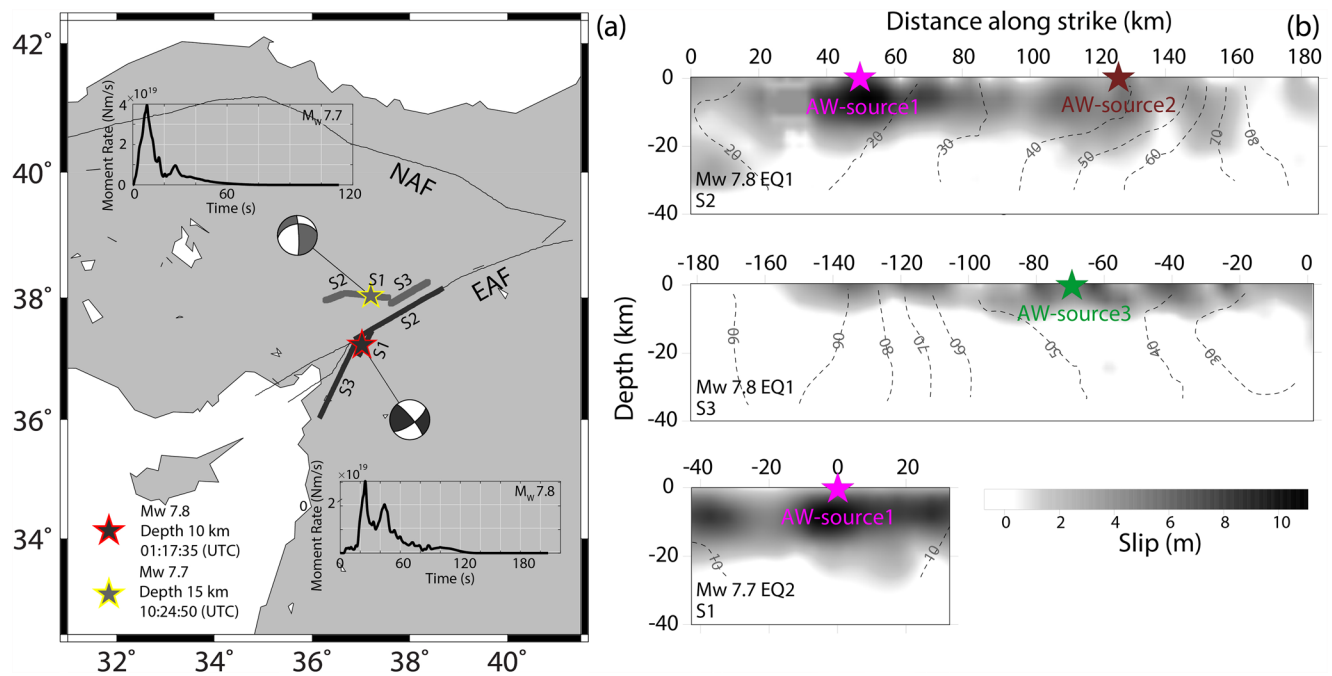 (a)
42°
40°
38°
36°
34°
32° 34° 36° 38° 40°
×10¹⁹
4
2
0
Moment Rate (Nm/s)
Mw 7.7
0 60 120
Time (s)
NAF
EAF
S2
S1
S3
S2
S1
S3
×10¹⁹
2
0
Moment Rate (Nm/s)
Mw 7.8
0 60 120 180
Time (s)
Mw 7.8
Depth 10 km
01:17:35 (UTC)
Mw 7.7
Depth 15 km
10:24:50 (UTC)
Distance along strike (km)
(b)
0 20 40 60 80 100 120 140 160 180
0
-20
-40
AW-source1
AW-source2
20 20 30 40 50 60 70 80
Mw 7.8 EQ1
S2
-180 -160 -140 -120 -100 -80 -60 -40 -20 0
0
-20
-40
AW-source3
90 90 80 70 60 50 40 30
Mw 7.8 EQ1
S3
Depth (km)
-40 -20 0 20
0
-20
-40
AW-source1
10 10
Mw 7.7 EQ2
S1
0 2 4 6 8 10
Slip (m)